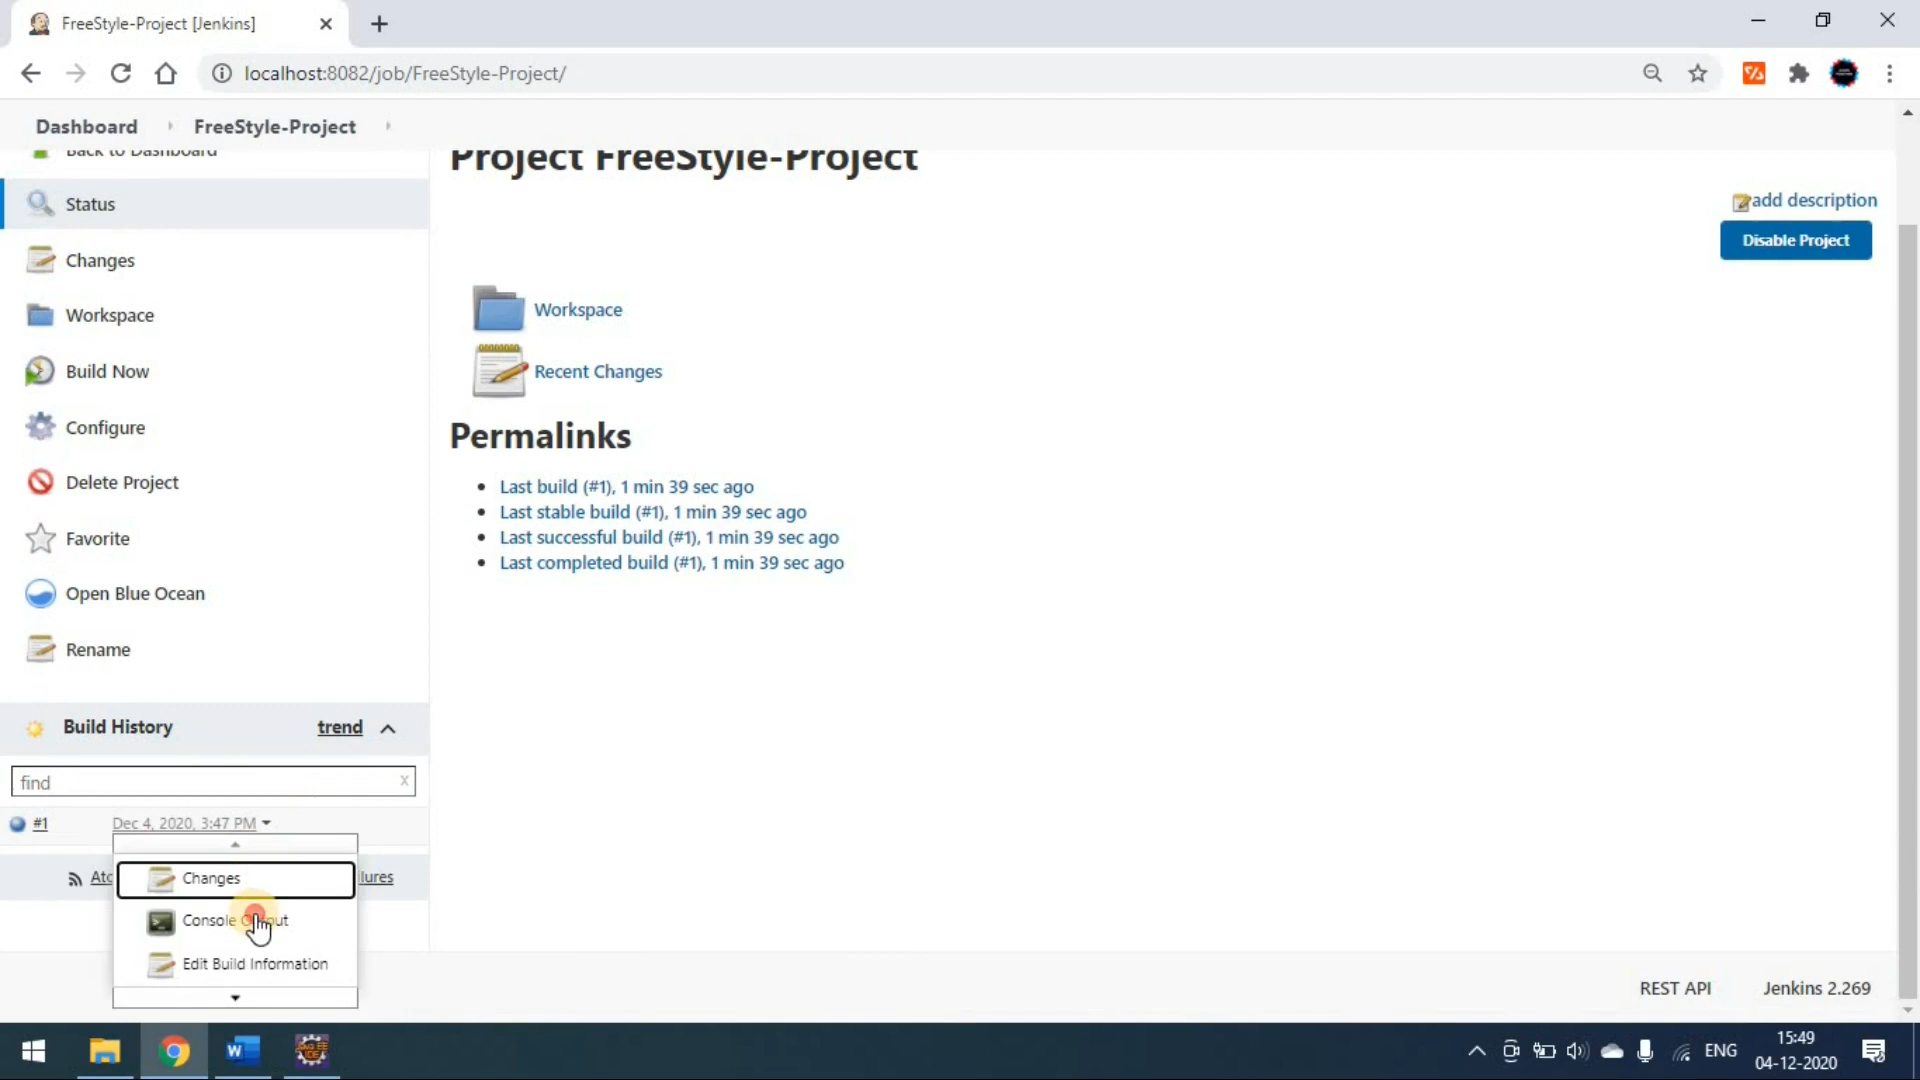 FreeStyle-Project [Jenkins]
localhost:8082/job/FreeStyle-Project/
Dashboard
FreeStyle-Project
Back to Dashboard
Status
Changes
Workspace
Build Now
Configure
Delete Project
Favorite
Open Blue Ocean
Rename
Build History
trend
find
x
#1
Dec 4, 2020, 3:47 PM
Changes
Console Output
Edit Build Information
Project FreeStyle-Project
add description
Disable Project
Workspace
Recent Changes
Permalinks
Last build (#1), 1 min 39 sec ago
Last stable build (#1), 1 min 39 sec ago
Last successful build (#1), 1 min 39 sec ago
Last completed build (#1), 1 min 39 sec ago
REST API
Jenkins 2.269
ENG
15:49
04-12-2020